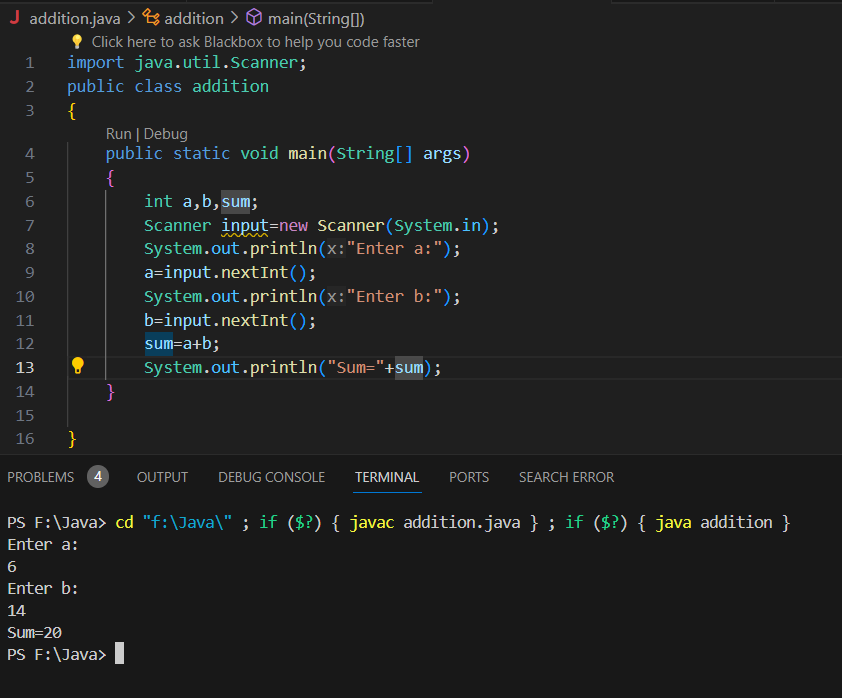 J addition.java > addition > main(String[])
Click here to ask Blackbox to help you code faster
1 import java.util.Scanner;
2 public class addition
3 {
Run | Debug
4 public static void main(String[] args)
5 {
6 int a,b,sum;
7 Scanner input=new Scanner(System.in);
8 System.out.println(x:"Enter a:");
9 a=input.nextInt();
10 System.out.println(x:"Enter b:");
11 b=input.nextInt();
12 sum=a+b;
13 System.out.println("Sum="+sum);
14 }
15
16 }
PROBLEMS 4 OUTPUT DEBUG CONSOLE TERMINAL PORTS SEARCH ERROR
PS F:\Java> cd "f:\Java\" ; if ($?) { javac addition.java } ; if ($?) { java addition }
Enter a:
6
Enter b:
14
Sum=20
PS F:\Java>